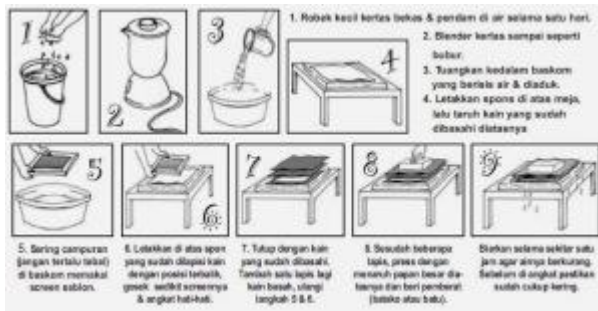 1
2
3
4
1. Robek kecil kertas bekas & pendam di air selama satu hari.
2. Blender kertas sampai seperti
bubur.
3. Tuangkan kedalam baskom
yang berisis air & diaduk.
4. Letakkan spons di atas meja,
lalu taruh kain yang sudah
dibasahi diatasnya
5
6
7
8
9
5. Saring campuran
(jangan terlalu tebal)
di baskom memakai
screen sablon.
6. Letakkan di atas spon
yang sudah dilapisi kain
dengan posisi terbalik,
gosok sedikit screennya
& angkat hati-hati.
7. Tutup dengan kain
yang sudah dibasahi.
Tambah satu lapis lagi
kain basah, ulangi
langkah 5 & 6.
8. Sesudah beberapa
lapis, press dengan
menaruh papan besar dia-
tasnya dan beri pemberat
(batako atau batu).
Biarkan selama sekitar satu
jam agar airnya berkurang.
Sebelum di angkat pastikan
sudah cukup kering.